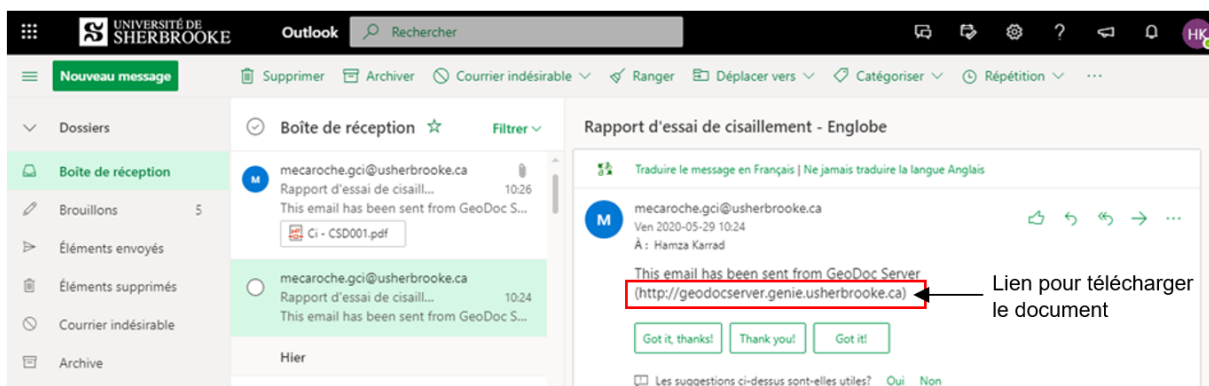 UNIVERSITÉ DE
SHERBROOKE
Outlook
Rechercher
HK
Nouveau message
Supprimer
Archiver
Courrier indésirable
Ranger
Déplacer vers
Catégoriser
Répétition
Dossiers
Boîte de réception
Brouillons 5
Éléments envoyés
Éléments supprimés
Courrier indésirable
Archive
Boîte de réception
Filtrer
M
mecaroche.gci@usherbrooke.ca
Rapport d'essai de cisaill... 10:26
This email has been sent from GeoDoc S...
Ci - CSD001.pdf
mecaroche.gci@usherbrooke.ca
Rapport d'essai de cisaill... 10:24
This email has been sent from GeoDoc S...
Hier
Rapport d'essai de cisaillement - Englobe
Traduire le message en Français | Ne jamais traduire la langue Anglais
M
mecaroche.gci@usherbrooke.ca
Ven 2020-05-29 10:24
À : Hamza Karrad
This email has been sent from GeoDoc Server
(http://geodocserver.genie.usherbrooke.ca)
Got it, thanks!
Thank you!
Got it!
Les suggestions ci-dessus sont-elles utiles? Oui Non
Lien pour télécharger
le document